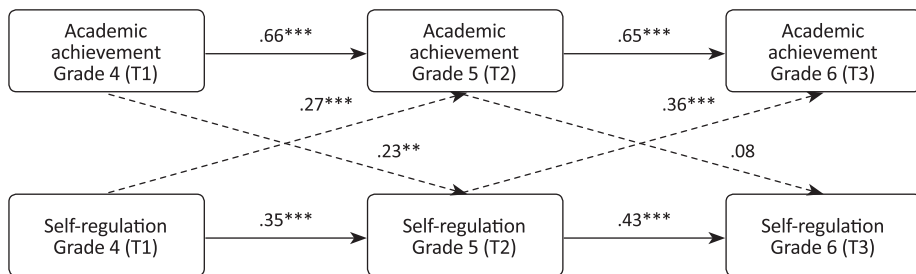 Academic
achievement
Grade 4 (T1)
.66***
Academic
achievement
Grade 5 (T2)
.65***
Academic
achievement
Grade 6 (T3)
.27***
.36***
.23**
.08
Self-regulation
Grade 4 (T1)
.35***
Self-regulation
Grade 5 (T2)
.43***
Self-regulation
Grade 6 (T3)